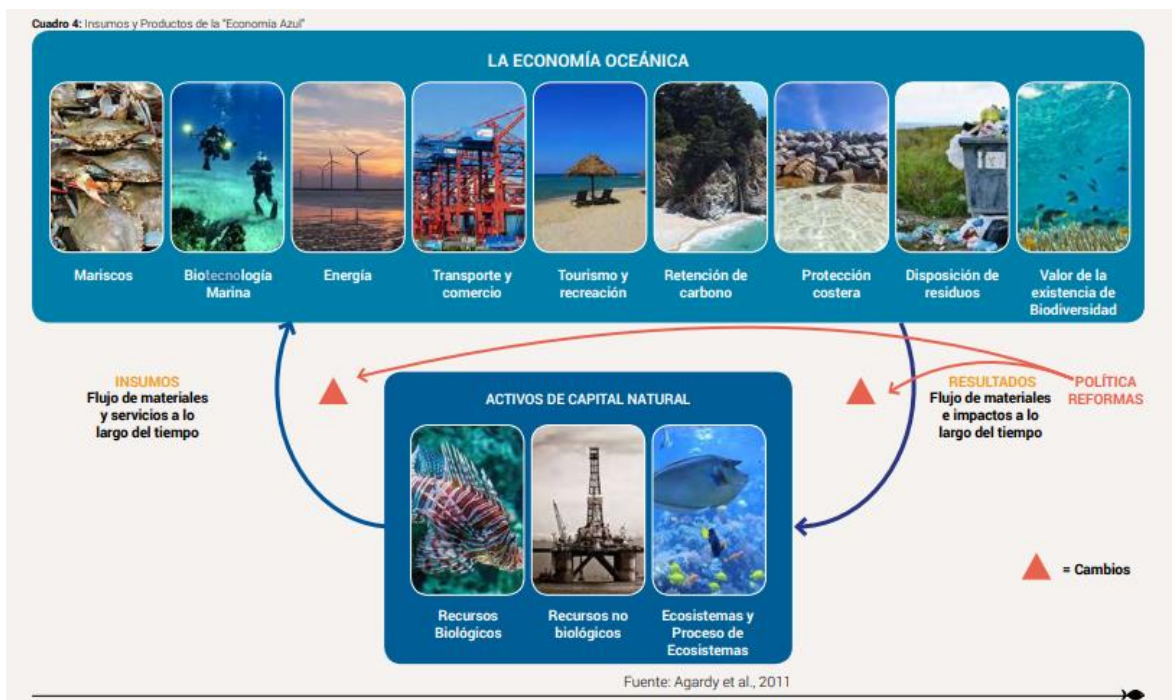 Cuadro 4: Insumos y Productos de la "Economía Azul"
LA ECONOMÍA OCEÁNICA
Mariscos
Biotecnología
Marina
Energía
Transporte y
comercio
Tourismo y
recreación
Retención de
carbono
Protección
costera
Disposición de
residuos
Valor de la
existencia de
Biodiversidad
INSUMOS
Flujo de materiales
y servicios a lo
largo del tiempo
ACTIVOS DE CAPITAL NATURAL
Recursos
Biológicos
Recursos no
biológicos
Ecosistemas y
Proceso de
Ecosistemas
RESULTADOS
Flujo de materiales
e impactos a lo
largo del tiempo
POLÍTICA
REFORMAS
= Cambios
Fuente: Agardy et al., 2011